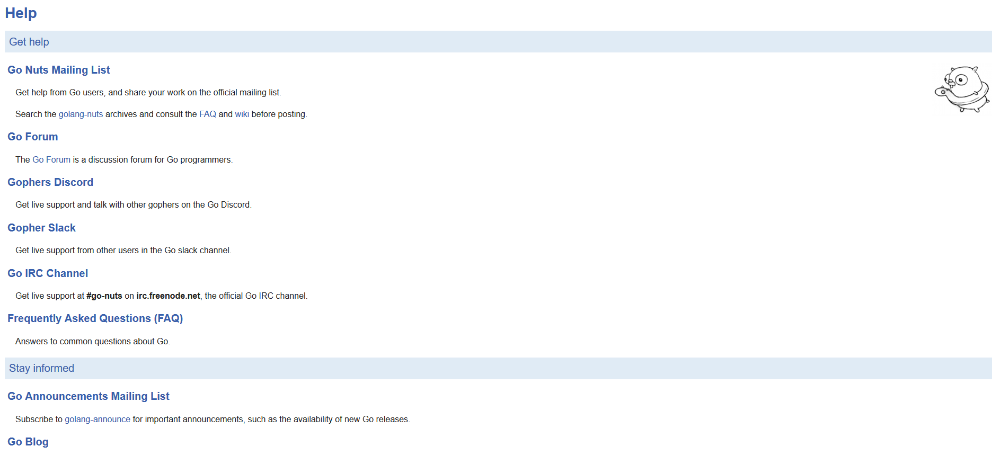 Help
Get help
Go Nuts Mailing List
Get help from Go users, and share your work on the official mailing list.
Search the golang-nuts archives and consult the FAQ and wiki before posting.
Go Forum
The Go Forum is a discussion forum for Go programmers.
Gophers Discord
Get live support and talk with other gophers on the Go Discord.
Gopher Slack
Get live support from other users in the Go slack channel.
Go IRC Channel
Get live support at #go-nuts on irc.freenode.net, the official Go IRC channel.
Frequently Asked Questions (FAQ)
Answers to common questions about Go.
Stay informed
Go Announcements Mailing List
Subscribe to golang-announce for important announcements, such as the availability of new Go releases.
Go Blog